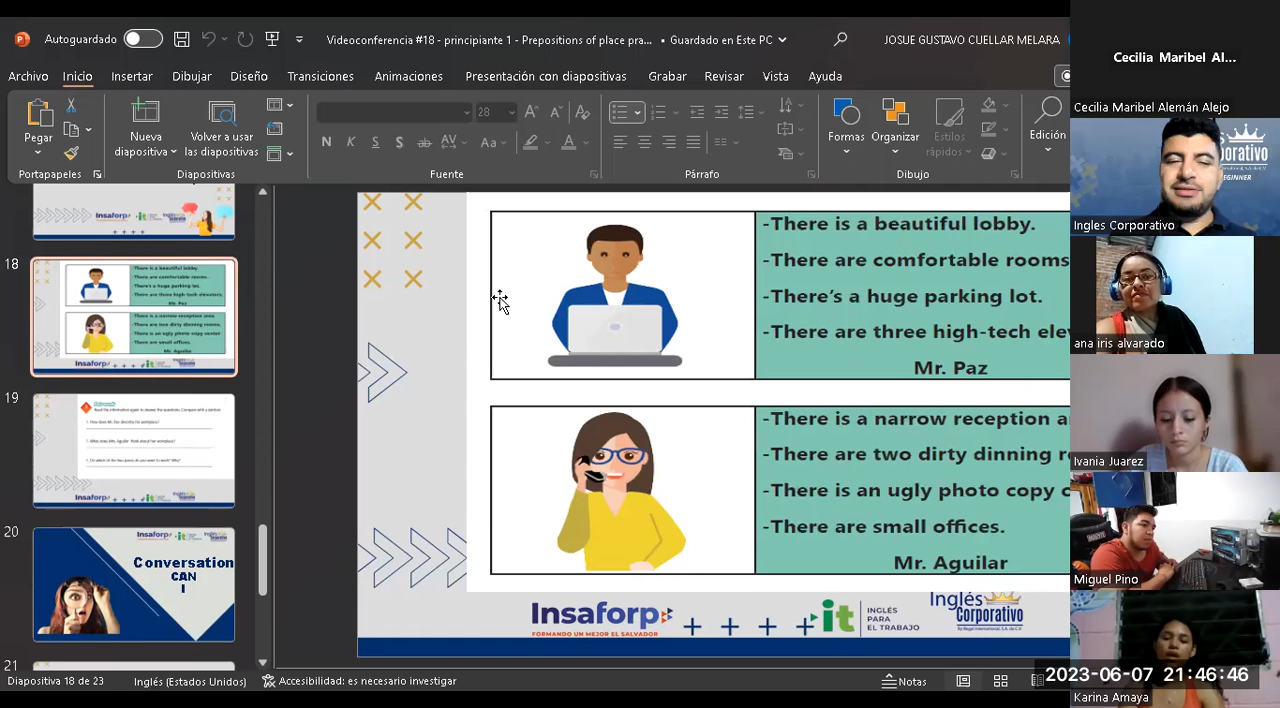 Autoguardado
Videoconferencia #18 - principiante 1 - Prepositions of place pra... • Guardado en Este PC
JOSUE GUSTAVO CUELLAR MELARA
Archivo Inicio Insertar Dibujar Diseño Transiciones Animaciones Presentación con diapositivas Grabar Revisar Vista Ayuda
Pegar
Nueva
diapositiva
Volver a usar
las diapositivas
28
N K S S ab AV Aa A
Formas
Organizar
Estilos
rápidos
Edición
Portapapeles
Diapositivas
Fuente
Párrafo
Dibujo
18
19
20
Conversation
CAN
I
21
-There is a beautiful lobby.
-There are comfortable rooms
-There's a huge parking lot.
-There are three high-tech ele
Mr. Paz
-There is a narrow reception a
-There are two dirty dinning r
-There is an ugly photo copy c
-There are small offices.
Mr. Aguilar
Insaforp
FORMANDO UN MEJOR EL SALVADOR
it
INGLÉS
PARA
EL TRABAJO
Inglés
Corporativo
Diapositiva 18 de 23
Inglés (Estados Unidos)
Accesibilidad: es necesario investigar
Notas
Cecilia Maribel Al...
Cecilia Maribel Alemán Alejo
Ingles Corporativo
ana iris alvarado
Ivania Juarez
Miguel Pino
2023-06-07 21:46:46
Karina Amaya